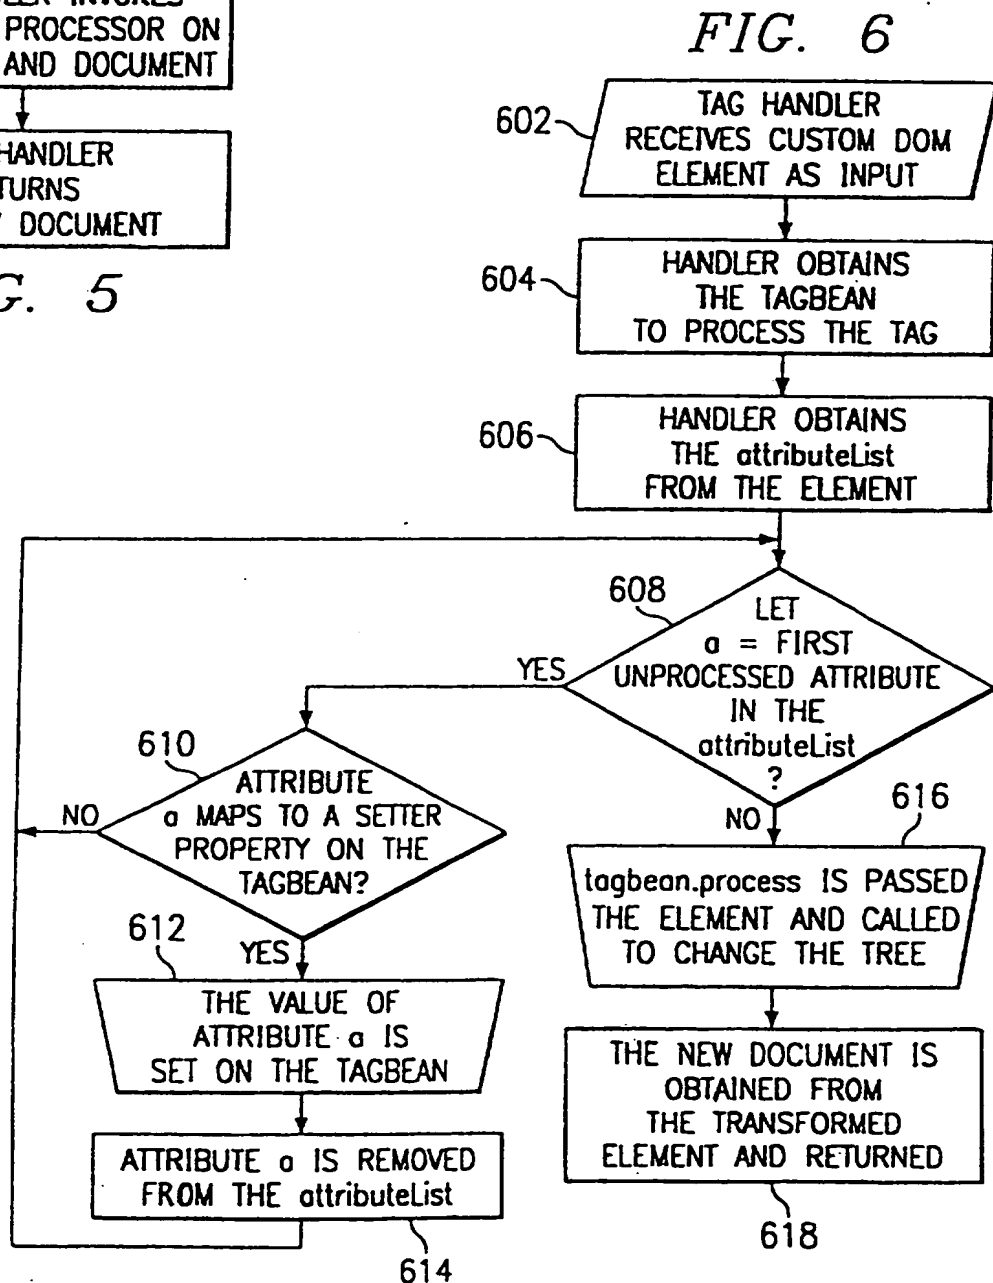 PROCESSOR ON
AND DOCUMENT
HANDLER
DOCUMENT
5
FIG. 6
602
TAG HANDLER
RECEIVES CUSTOM DOM
ELEMENT AS INPUT
604
HANDLER OBTAINS
THE TAGBEAN
TO PROCESS THE TAG
606
HANDLER OBTAINS
THE attributeList
FROM THE ELEMENT
608
LET
a = FIRST
UNPROCESSED ATTRIBUTE
IN THE
attributeList
?
YES
NO
610
ATTRIBUTE
a MAPS TO A SETTER
PROPERTY ON THE
TAGBEAN?
NO
YES
612
THE VALUE OF
ATTRIBUTE a IS
SET ON THE TAGBEAN
ATTRIBUTE a IS REMOVED
FROM THE attributeList
614
616
tagbean.process IS PASSED
THE ELEMENT AND CALLED
TO CHANGE THE TREE
THE NEW DOCUMENT IS
OBTAINED FROM
THE TRANSFORMED
ELEMENT AND RETURNED
618